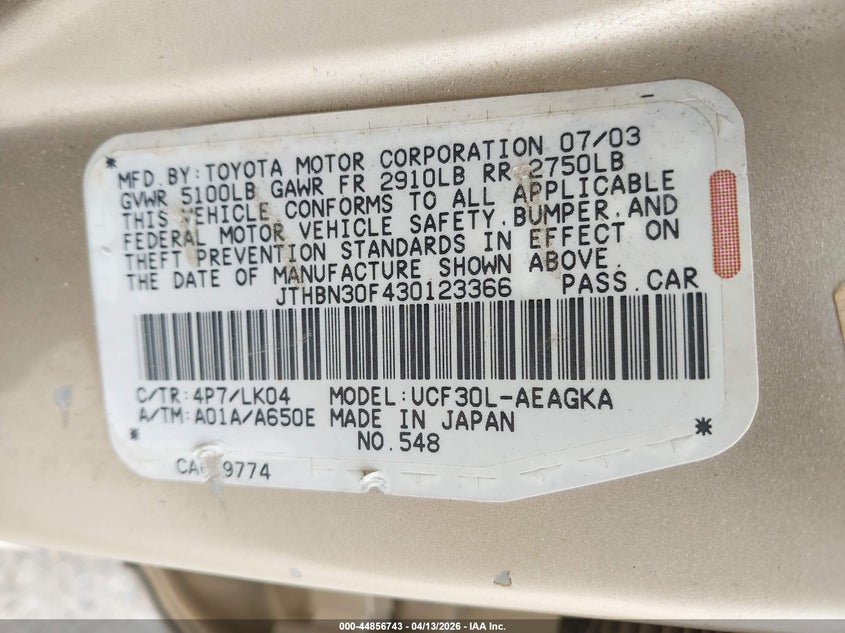 MFD.BY:TOYOTA MOTOR CORPORATION 07/03
GVWR 5100LB GAWR FR 2910LB RR 2750LB
THIS VEHICLE CONFORMS TO ALL APPLICABLE
FEDERAL MOTOR VEHICLE SAFETY,BUMPER,AND
THEFT PREVENTION STANDARDS IN EFFECT ON
THE DATE OF MANUFACTURE SHOWN ABOVE.
JTHBN30F430123366 PASS.CAR
C/TR:4P7/LK04 MODEL:UCF30L-AEAGKA
A/TM:A01A/A650E MADE IN JAPAN
NO.548
000-44856743 - 04/13/2026 - IAA Inc.